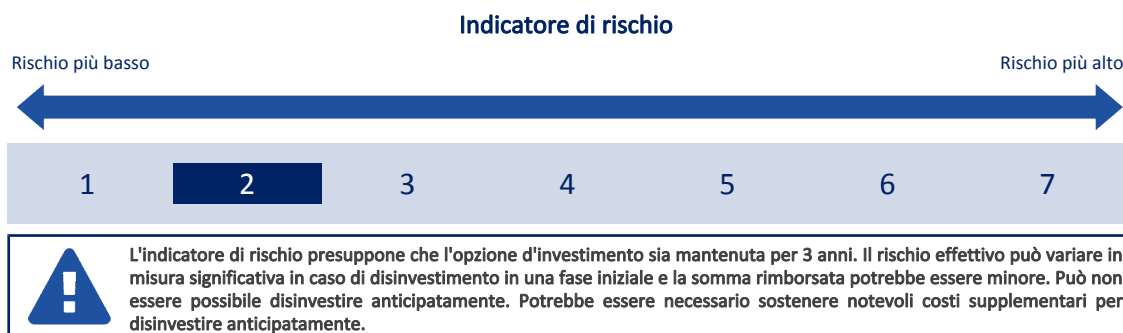 Indicatore di rischio
Rischio più basso
Rischio più alto
1 2 3 4 5 6 7
L'indicatore di rischio presuppone che l'opzione d'investimento sia mantenuta per 3 anni. Il rischio effettivo può variare in
misura significativa in caso di disinvestimento in una fase iniziale e la somma rimborsata potrebbe essere minore. Può non
essere possibile disinvestire anticipatamente. Potrebbe essere necessario sostenere notevoli costi supplementari per
disinvestire anticipatamente.